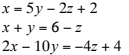 x = 5y − 2z + 2
x + y = 6 − z
2x − 10y = −4z + 4